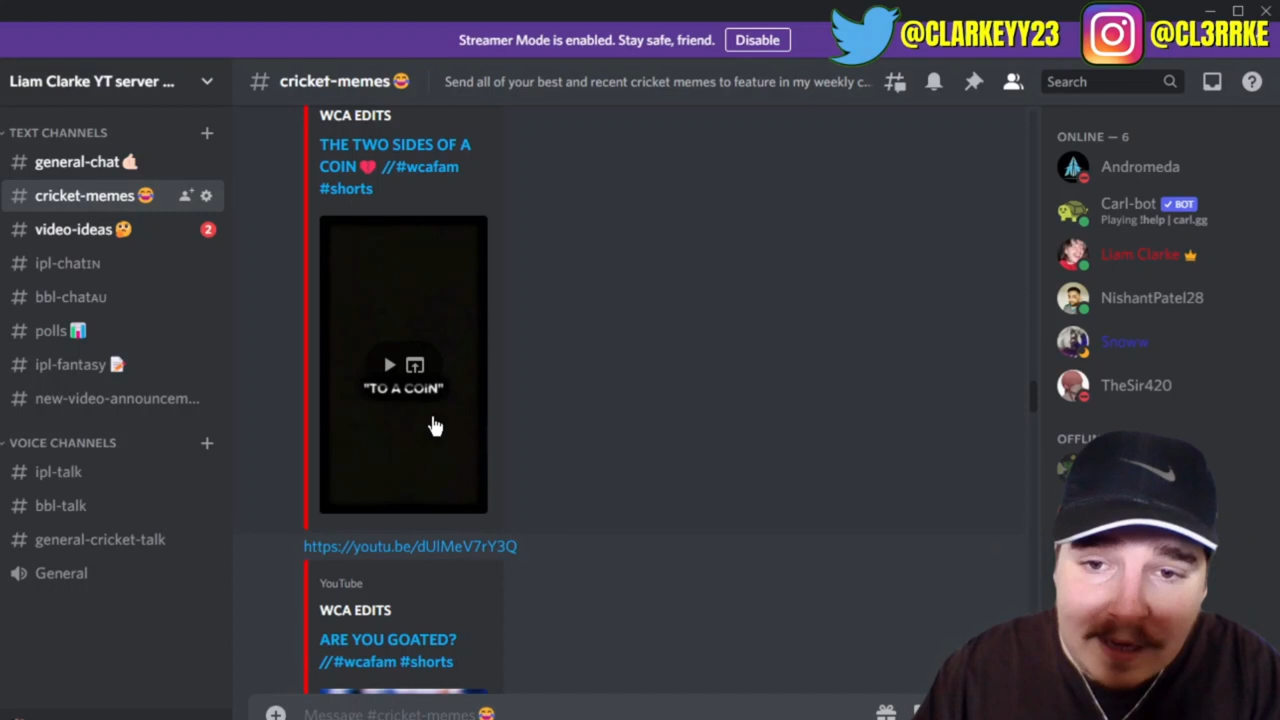 @CLARKEYY23
@CL3RRKE
Streamer Mode is enabled. Stay safe, friend.
Disable
Liam Clarke YT server ...
# cricket-memes
Send all of your best and recent cricket memes to feature in my weekly c...
Search
TEXT CHANNELS
# general-chat
# cricket-memes
# video-ideas
2
# ipl-chatIN
# bbl-chatAU
# polls
# ipl-fantasy
# new-video-announcem...
VOICE CHANNELS
# ipl-talk
# bbl-talk
# general-cricket-talk
General
WCA EDITS
THE TWO SIDES OF A
COIN💔 //#wcafam
#shorts
"TO A COIN"
https://youtu.be/dUlMeV7rY3Q
YouTube
WCA EDITS
ARE YOU GOATED?
//#wcafam #shorts
Message #cricket-memes
ONLINE — 6
Andromeda
Carl-bot ✓ BOT
Playing !help | carl.gg
Liam Clarke
NishantPatel28
Snoww
TheSir420